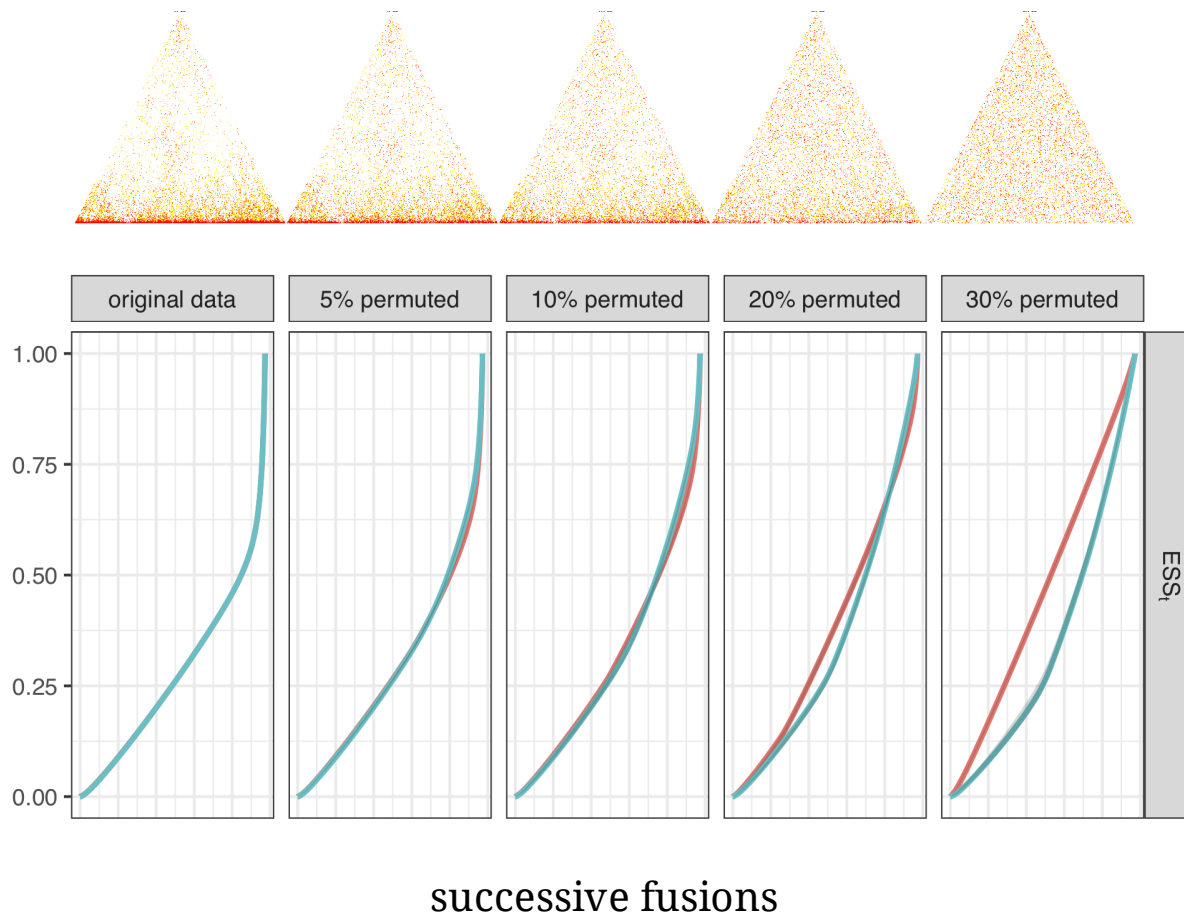 original data
5% permuted
10% permuted
20% permuted
30% permuted
1.00
0.75
0.50
0.25
0.00
ESSₜ
successive fusions